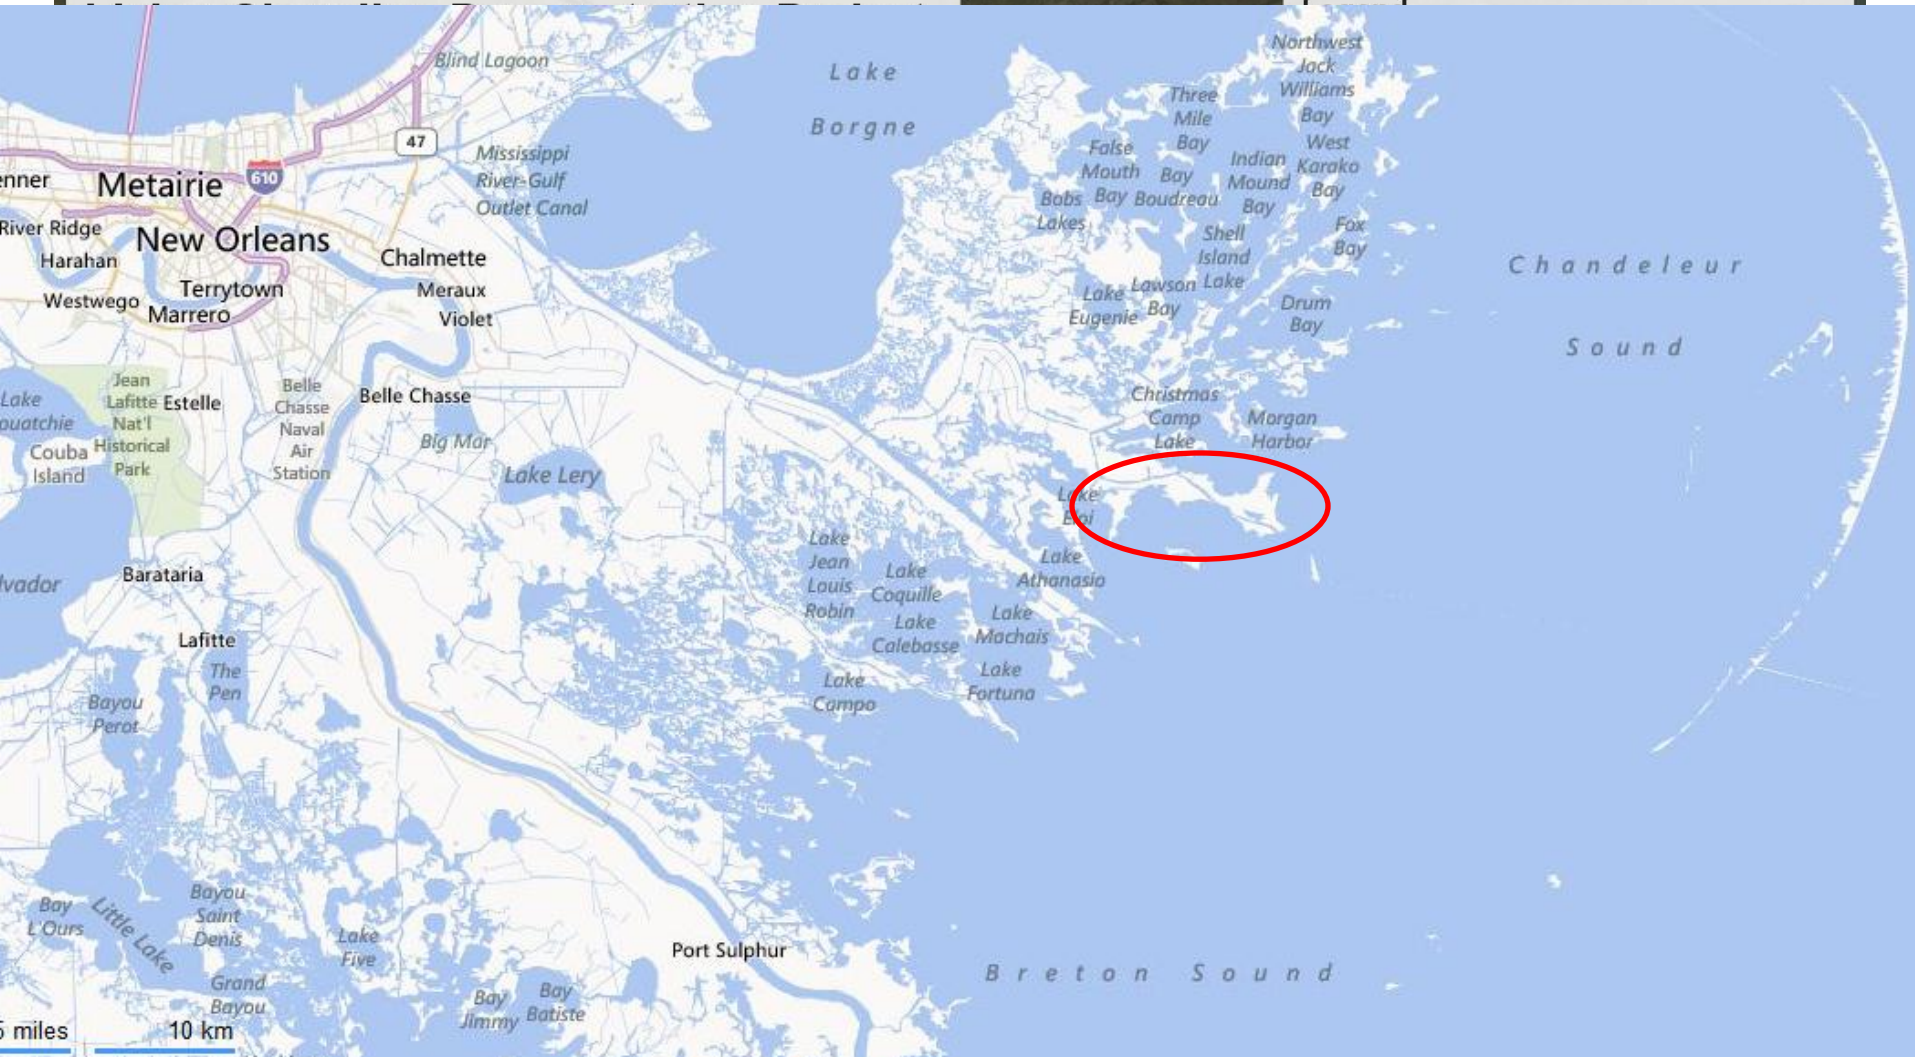 Blind Lagoon
Lake
Borgne
Northwest
Jack
Williams
Bay
Three
Mile
Bay
West
Karako
Bay
47
Mississippi
River-Gulf
Outlet Canal
False
Mouth
Bay
Bay
Boudreau
Indian
Mound
Bay
Metairie
610
Bobs
Lakes
River Ridge
New Orleans
Harahan
Chalmette
Shell
Island
Lake
Fox
Bay
Chandeleur
Sound
Westwego
Terrytown
Marrero
Meraux
Violet
Lake
Eugenie
Lawson
Bay
Drum
Bay
Jean
Lafitte
Nat'l
Historical
Park
Estelle
Belle
Chasse
Naval
Air
Station
Belle Chasse
Christmas
Camp
Lake
Morgan
Harbor
Lake
Couba
Island
Big Mar
Lake Lery
Lake
Eloi
Barataria
Lake
Jean
Louis
Robin
Lake
Coquille
Lake
Athanasio
Lafitte
The
Pen
Lake
Calebasse
Lake
Machais
Bayou
Perot
Lake
Campo
Lake
Fortuna
Bay
L'Ours
Little Lake
Bayou
Saint
Denis
Lake
Five
Port Sulphur
Breton Sound
Grand
Bayou
Bay
Jimmy
Bay
Batiste
5 miles
10 km